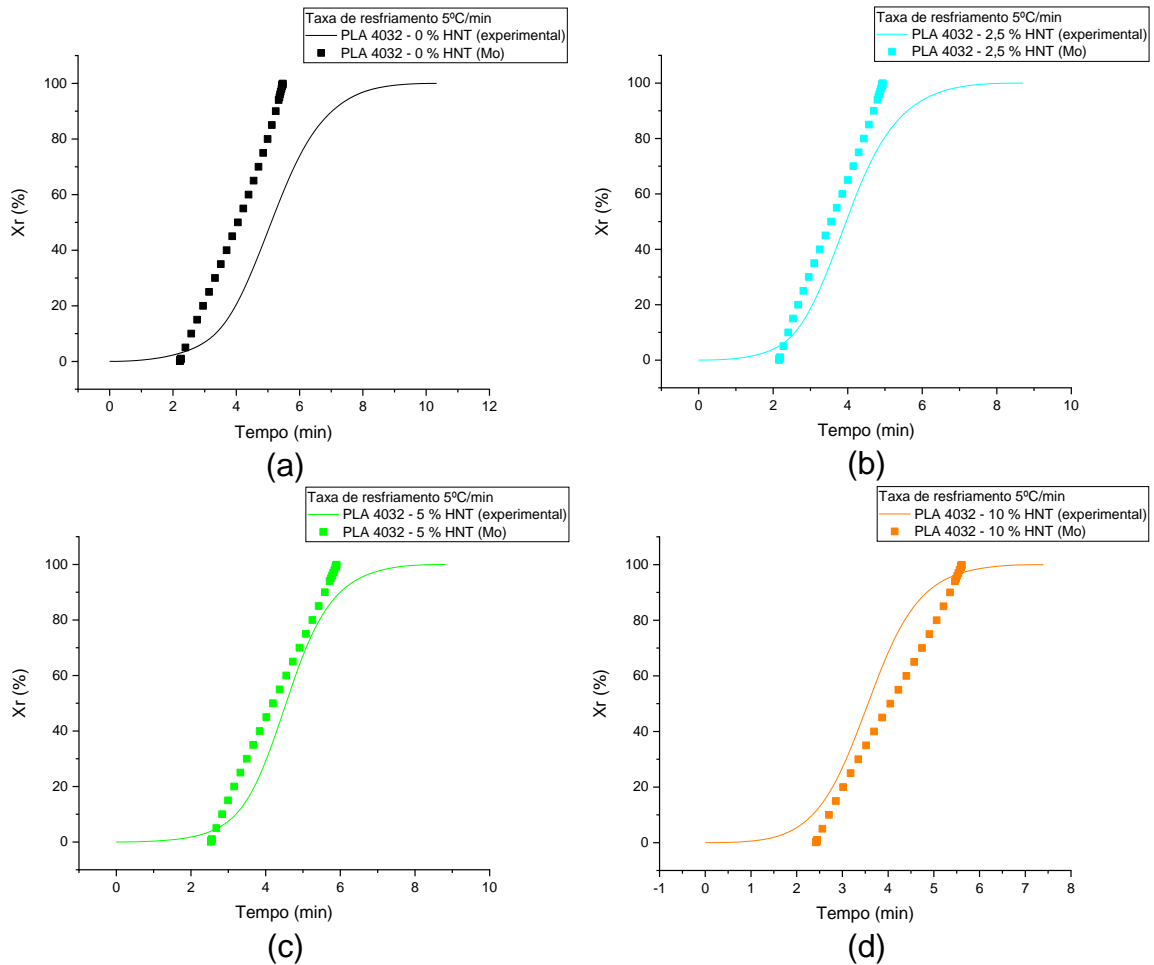 Taxa de resfriamento 5ºC/min
PLA 4032 - 0 % HNT (experimental)
PLA 4032 - 0 % HNT (Mo)
100
80
60
40
20
0
Xr (%)
0 2 4 6 8 10 12
Tempo (min)
(a)
Taxa de resfriamento 5ºC/min
PLA 4032 - 2,5 % HNT (experimental)
PLA 4032 - 2,5 % HNT (Mo)
100
80
60
40
20
0
Xr (%)
0 2 4 6 8 10
Tempo (min)
(b)
Taxa de resfriamento 5ºC/min
PLA 4032 - 5 % HNT (experimental)
PLA 4032 - 5 % HNT (Mo)
100
80
60
40
20
0
Xr (%)
0 2 4 6 8 10
Tempo (min)
(c)
Taxa de resfriamento 5ºC/min
PLA 4032 - 10 % HNT (experimental)
PLA 4032 - 10 % HNT (Mo)
100
80
60
40
20
0
Xr (%)
-1 0 1 2 3 4 5 6 7 8
Tempo (min)
(d)